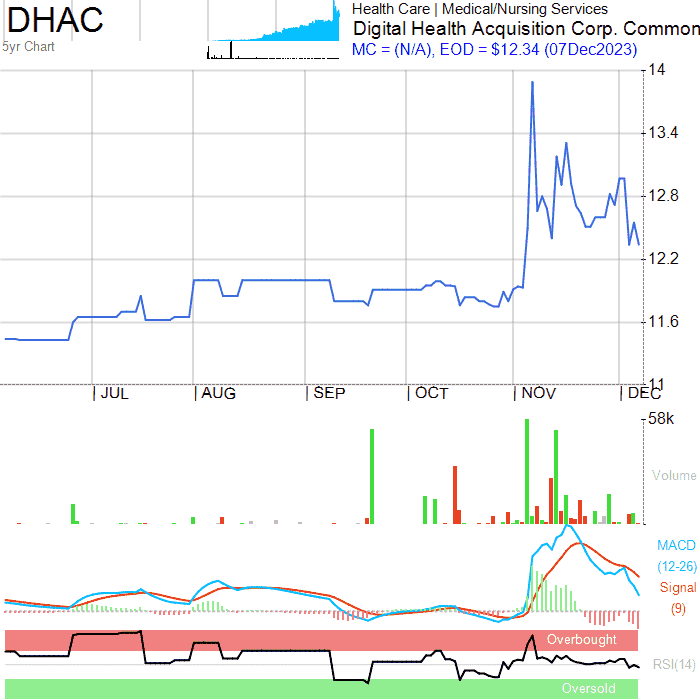 DHAC
5yr Chart
Health Care | Medical/Nursing Services
Digital Health Acquisition Corp. Common
MC = (N/A), EOD = $12.34 (07Dec2023)
14
13.4
12.8
12.2
11.6
11
JUL
AUG
SEP
OCT
NOV
DEC
58k
Volume
MACD
(12-26)
Signal
(9)
Overbought
RSI(14)
Oversold